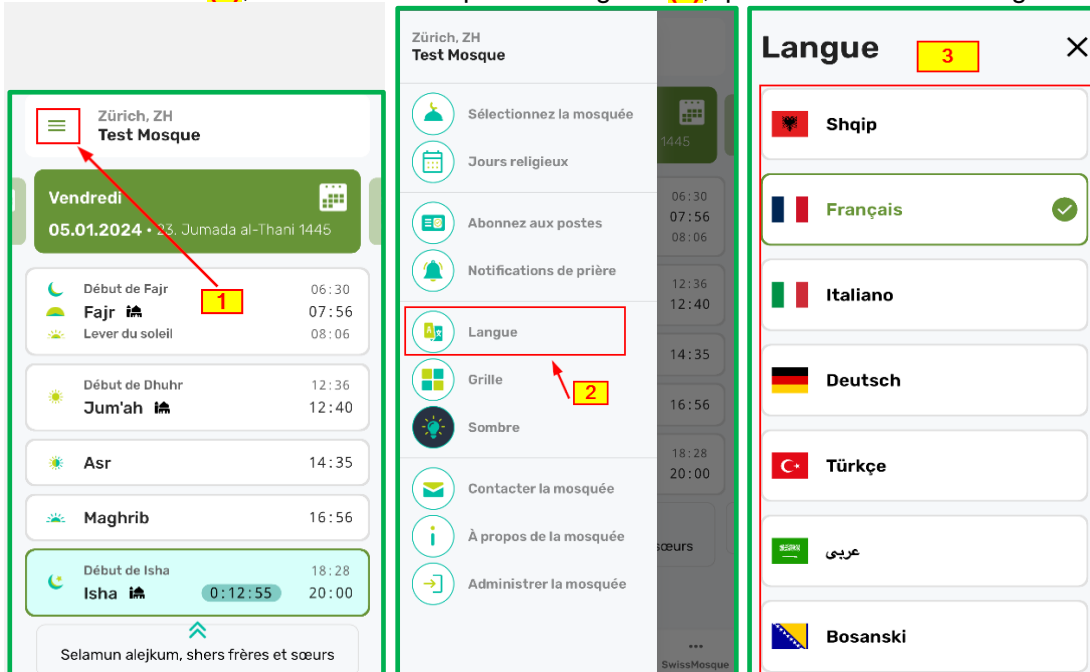 Zürich, ZH
Test Mosque
Vendredi
05.01.2024 • 23. Jumada al-Thani 1445
Début de Fajr 06:30
Fajr 07:56
Lever du soleil 08:06
1
Début de Dhuhr 12:36
Jum'ah 12:40
Asr 14:35
Maghrib 16:56
Début de Isha 18:28
Isha 0:12:55 20:00
Selamun alejkum, shers frères et sœurs
Zürich, ZH
Test Mosque
Sélectionnez la mosquée
Jours religieux
Abonnez aux postes
Notifications de prière
Langue
Grille
2
Sombre
Contacter la mosquée
À propos de la mosquée
Administrer la mosquée
1445
06:30
07:56
08:06
12:36
12:40
14:35
16:56
18:28
20:00
sœurs
SwissMosque
Langue
3
Shqip
Français
Italiano
Deutsch
Türkçe
عربي
Bosanski